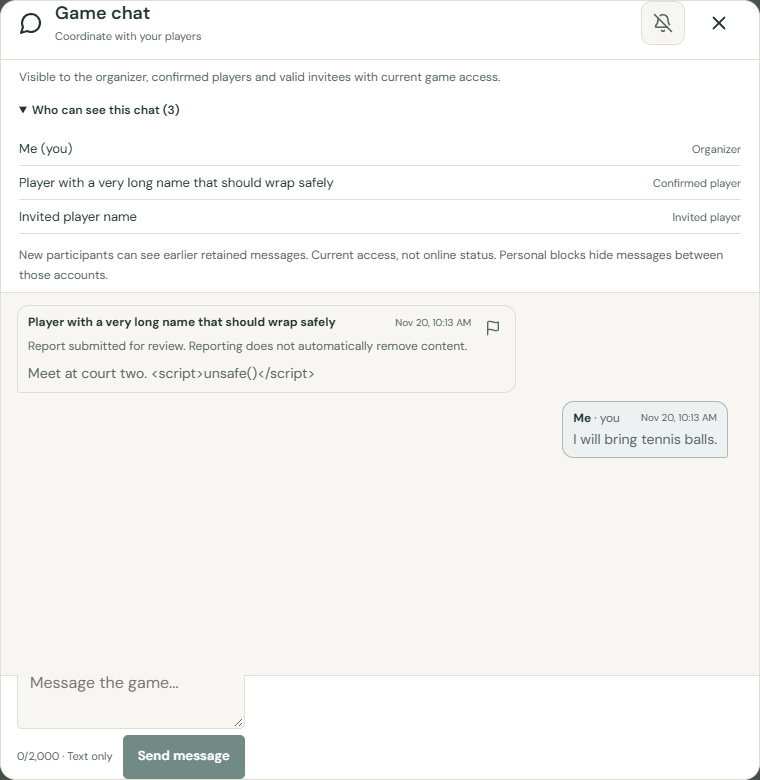 Game chat
Coordinate with your players
Visible to the organizer, confirmed players and valid invitees with current game access.
▼ Who can see this chat (3)
Me (you) Organizer
Player with a very long name that should wrap safely Confirmed player
Invited player name Invited player
New participants can see earlier retained messages. Current access, not online status. Personal blocks hide messages between
those accounts.
Player with a very long name that should wrap safely Nov 20, 10:13 AM
Report submitted for review. Reporting does not automatically remove content.
Meet at court two. <script>unsafe()</script>
Me · you Nov 20, 10:13 AM
I will bring tennis balls.
Message the game...
0/2,000 · Text only Send message